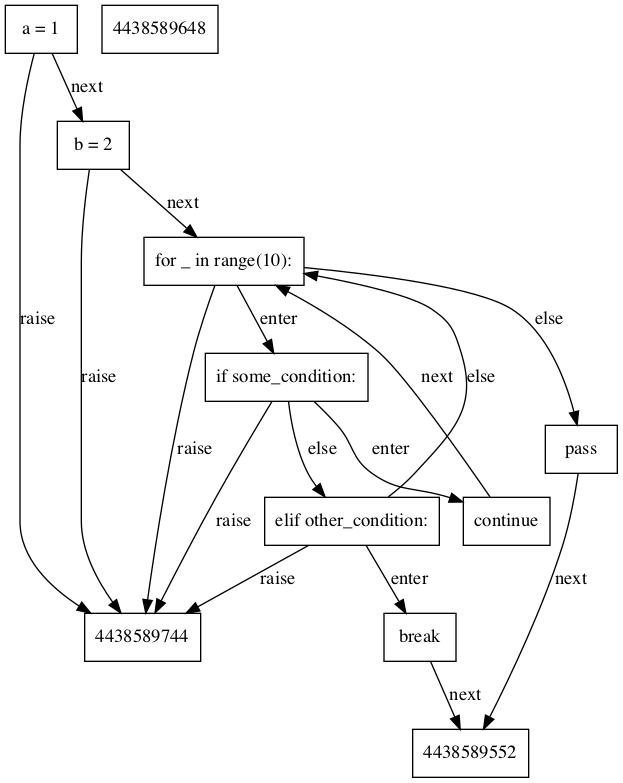 a = 1
4438589648
next
b = 2
next
for _ in range(10):
raise
enter
else
raise
if some_condition:
next
else
raise
else
enter
pass
raise
elif other_condition:
continue
raise
enter
next
4438589744
break
next
4438589552